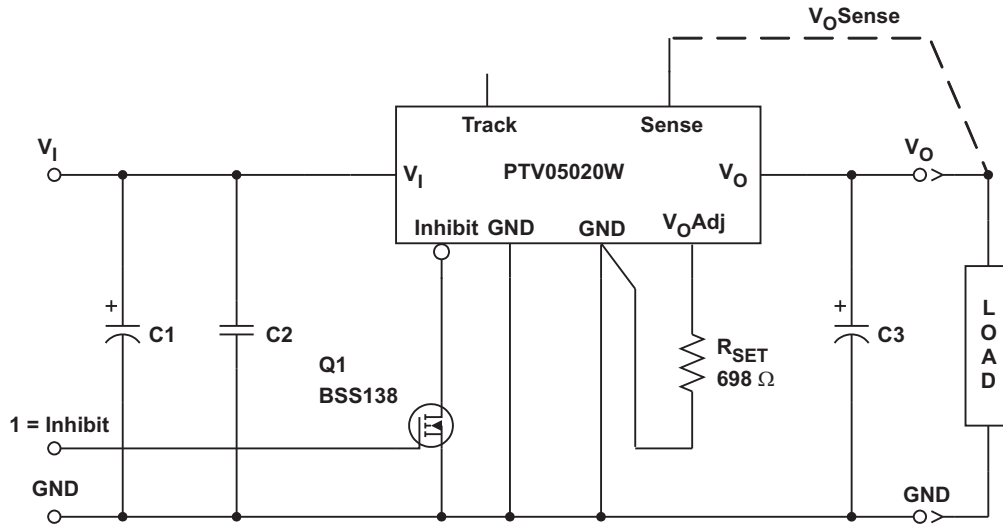 VOSense
Track
Sense
VI
VI
PTV05020W
VO
VO
Inhibit
GND
GND
VOAdj
+
C1
C2
Q1
BSS138
RSET
698 Ω
+
C3
L
O
A
D
1 = Inhibit
GND
GND